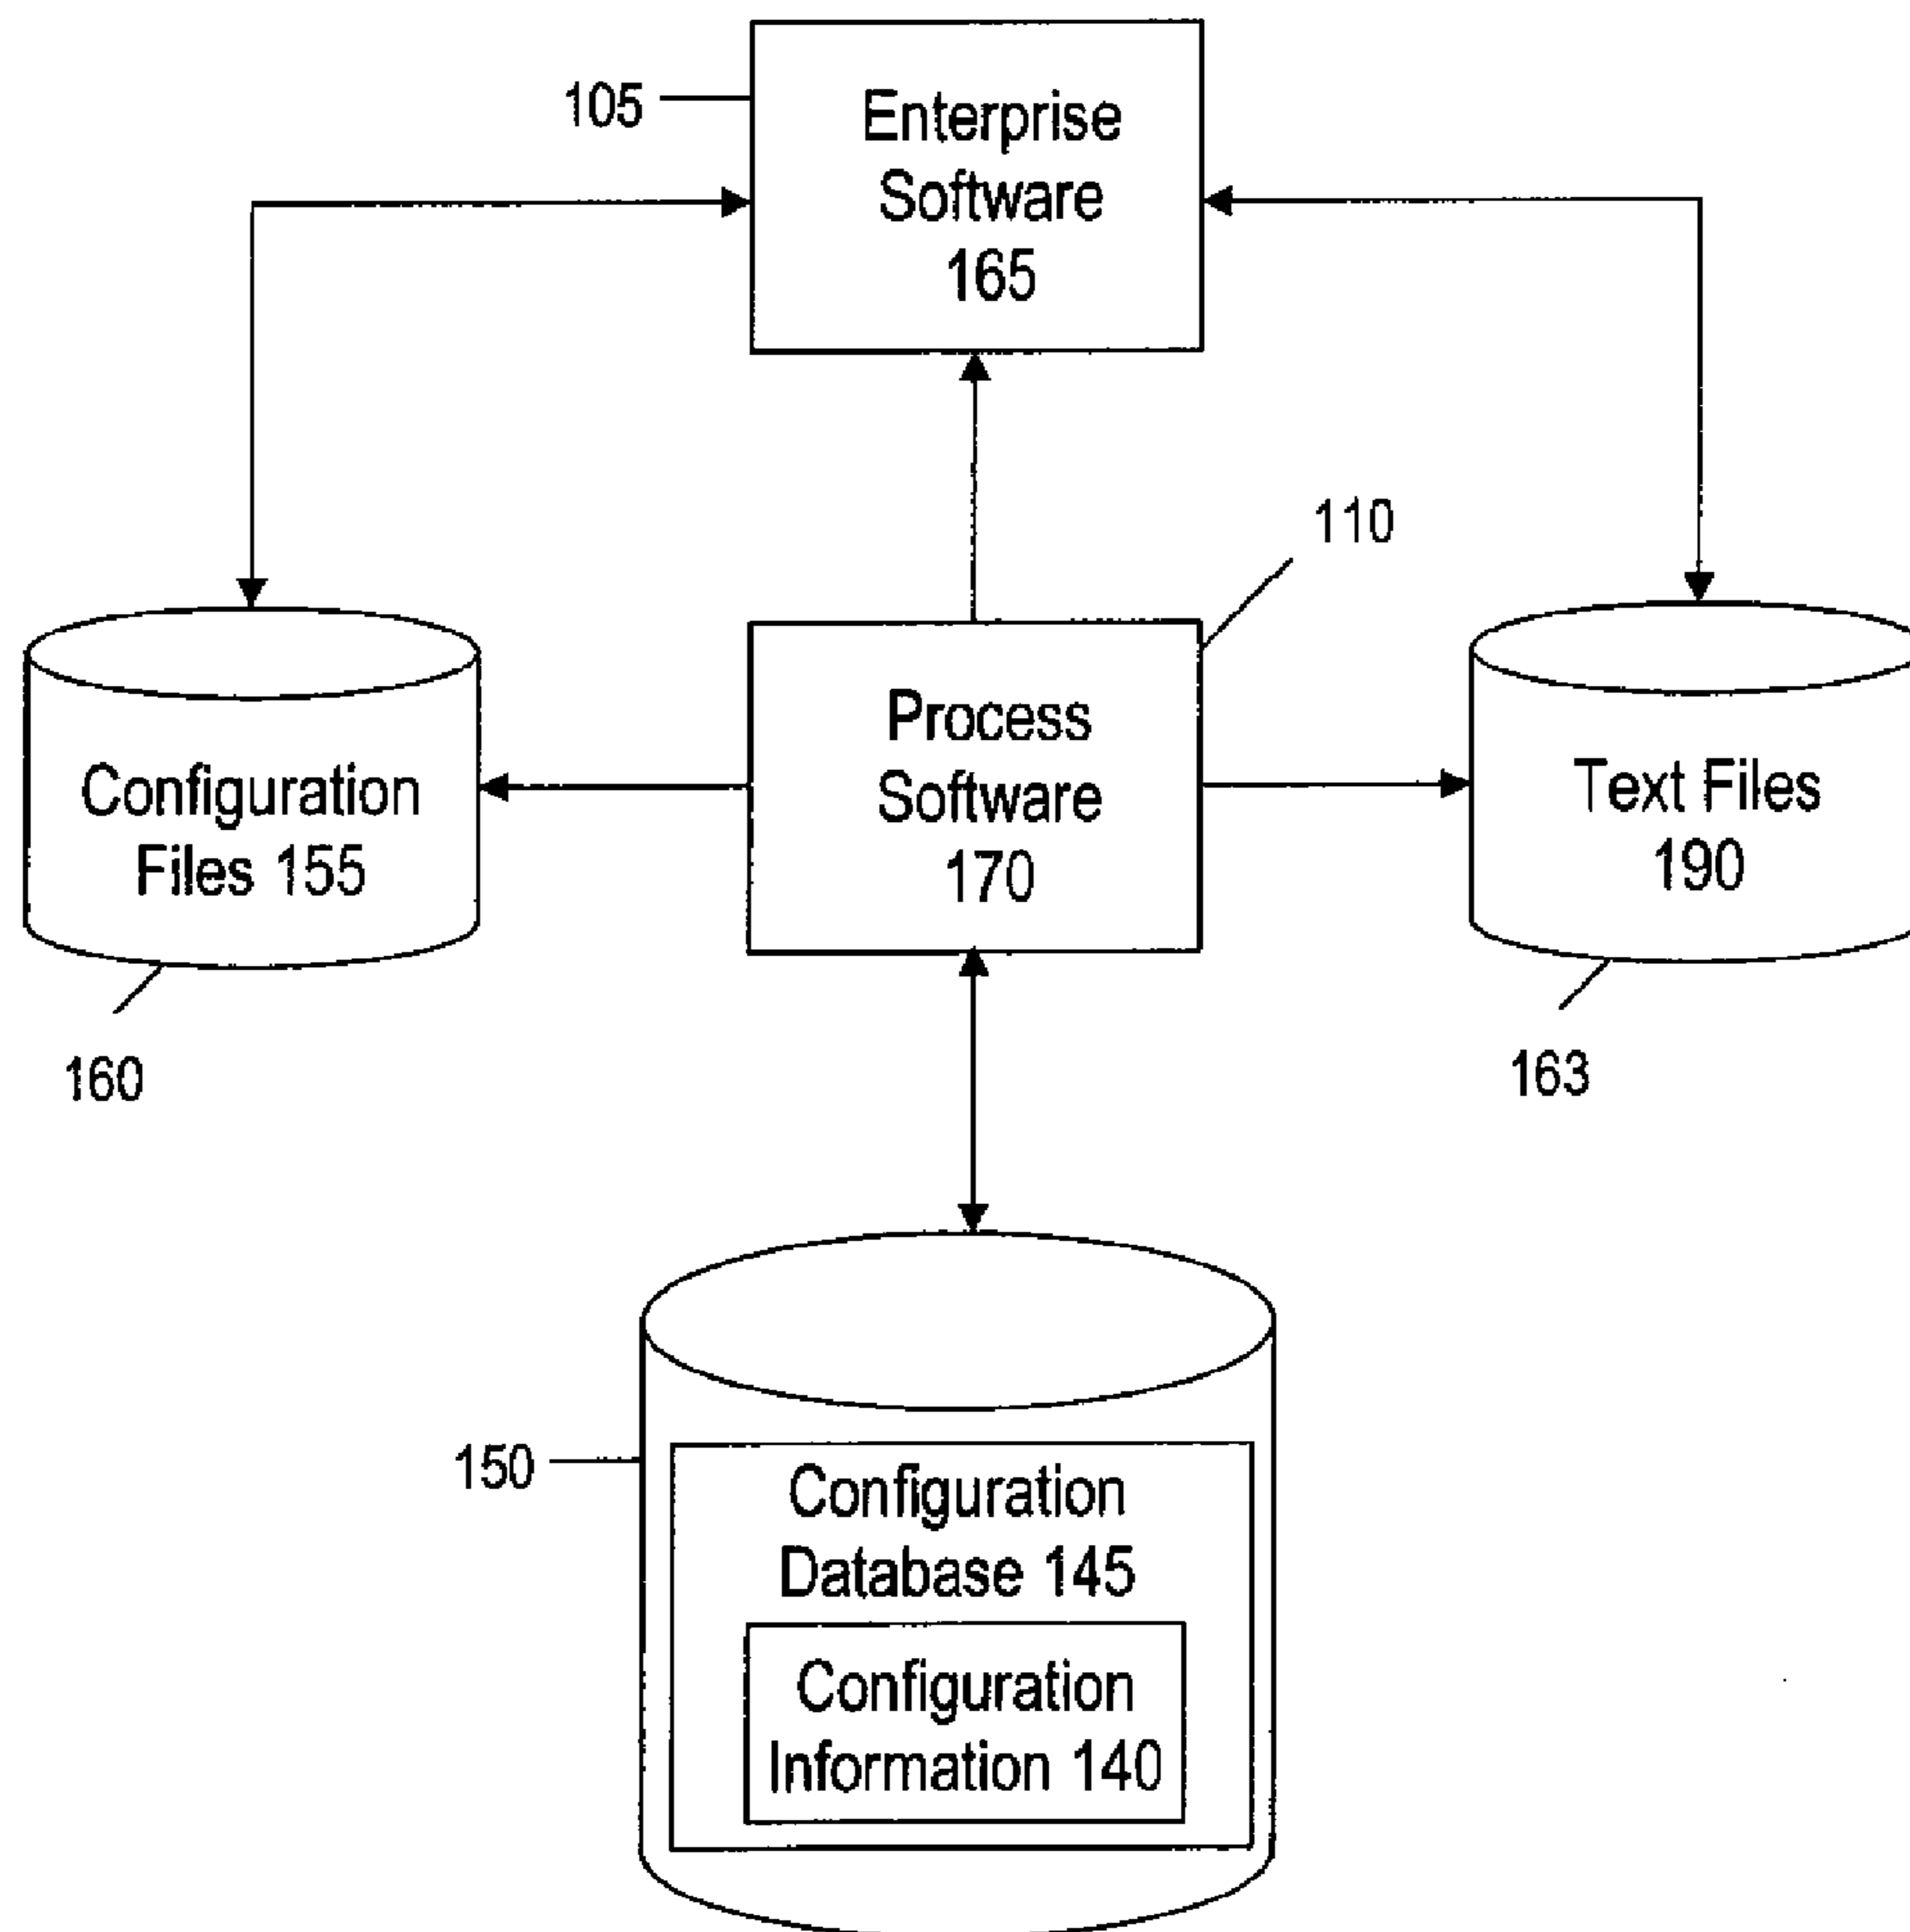 105
Enterprise
Software
165
110
Process
Software
170
Configuration
Files 155
Text Files
190
160
163
150
Configuration
Database 145
Configuration
Information 140